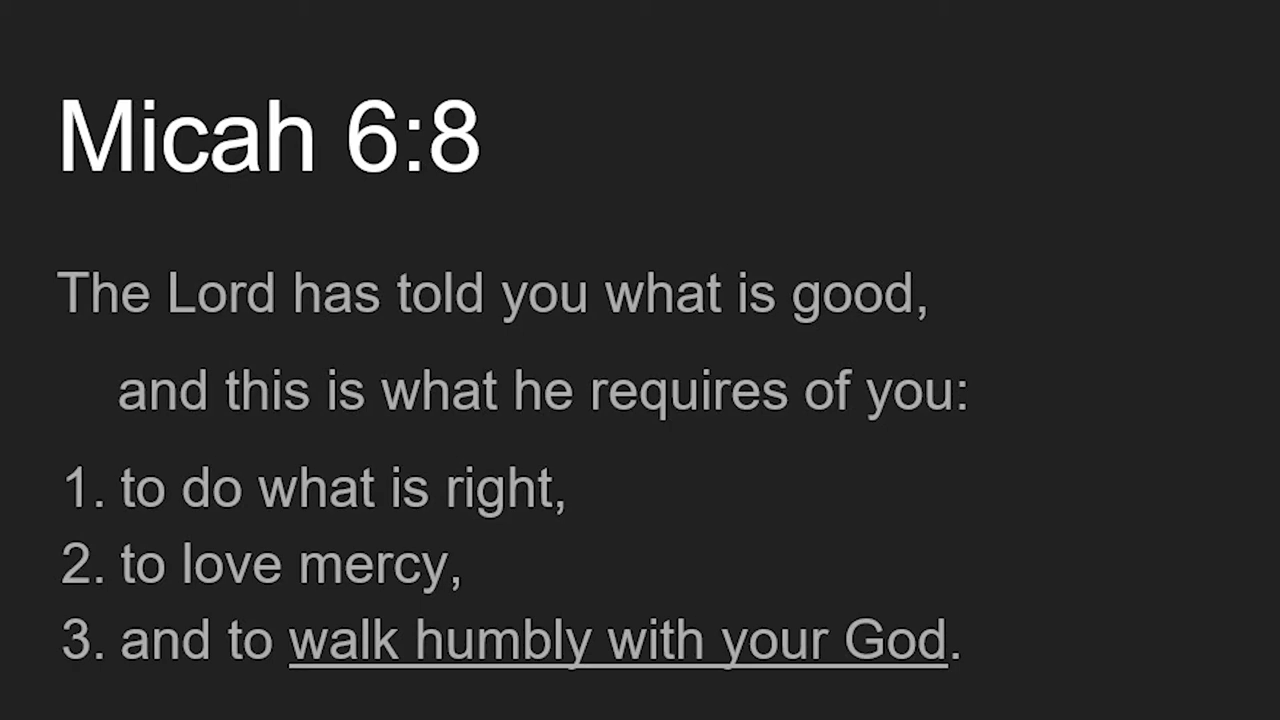 Micah 6:8
The Lord has told you what is good,
and this is what he requires of you:
1. to do what is right,
2. to love mercy,
3. and to walk humbly with your God.